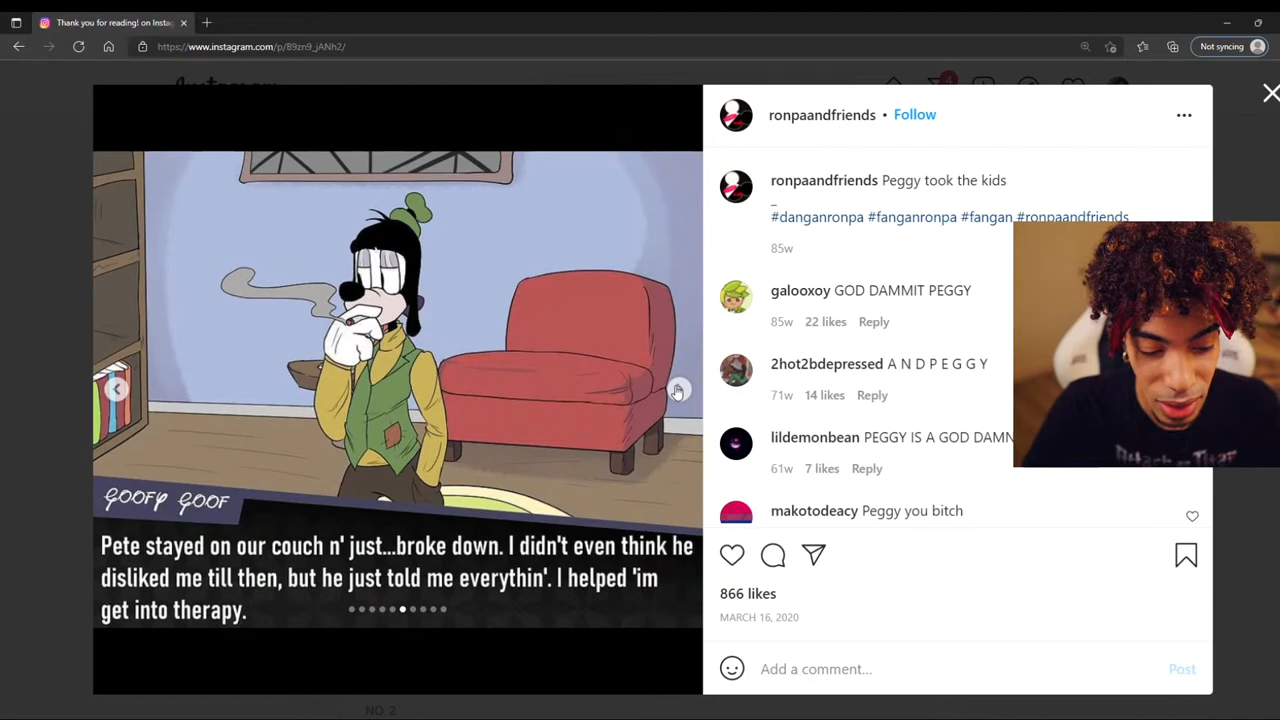 Thank you for reading! on Insta
https://www.instagram.com/p/B9zn9_jANh2/
Not syncing
4
ronpaandfriends • Follow
ronpaandfriends Peggy took the kids
_
#danganronpa #fanganronpa #fangan #ronpaandfriends
85w
galooxoy GOD DAMMIT PEGGY
85w 22 likes Reply
2hot2bdepressed A N D P E G G Y
71w 14 likes Reply
lildemonbean PEGGY IS A GOD DAMN
61w 7 likes Reply
makotodeacy Peggy you bitch
866 likes
MARCH 16, 2020
Add a comment...
Post
GOOFY GOOF
Pete stayed on our couch n' just...broke down. I didn't even think he
disliked me till then, but he just told me everythin'. I helped 'im
get into therapy.
Attack on Titan
NO. 2